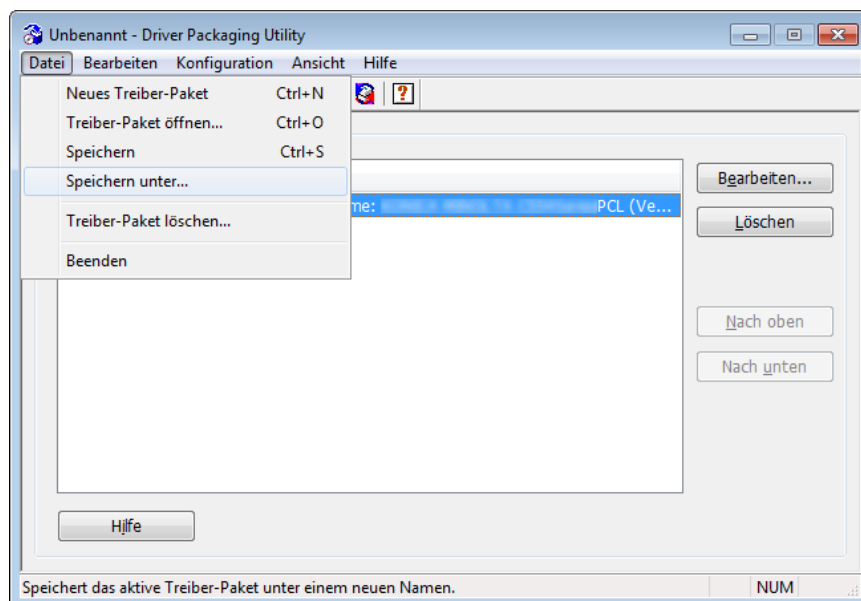 Unbenannt - Driver Packaging Utility
Datei Bearbeiten Konfiguration Ansicht Hilfe
Neues Treiber-Paket Ctrl+N
Treiber-Paket öffnen... Ctrl+O
Speichern Ctrl+S
Speichern unter...
Treiber-Paket löschen...
Beenden
me: PCL (Ve...
Bearbeiten...
Löschen
Nach oben
Nach unten
Hilfe
Speichert das aktive Treiber-Paket unter einem neuen Namen. NUM